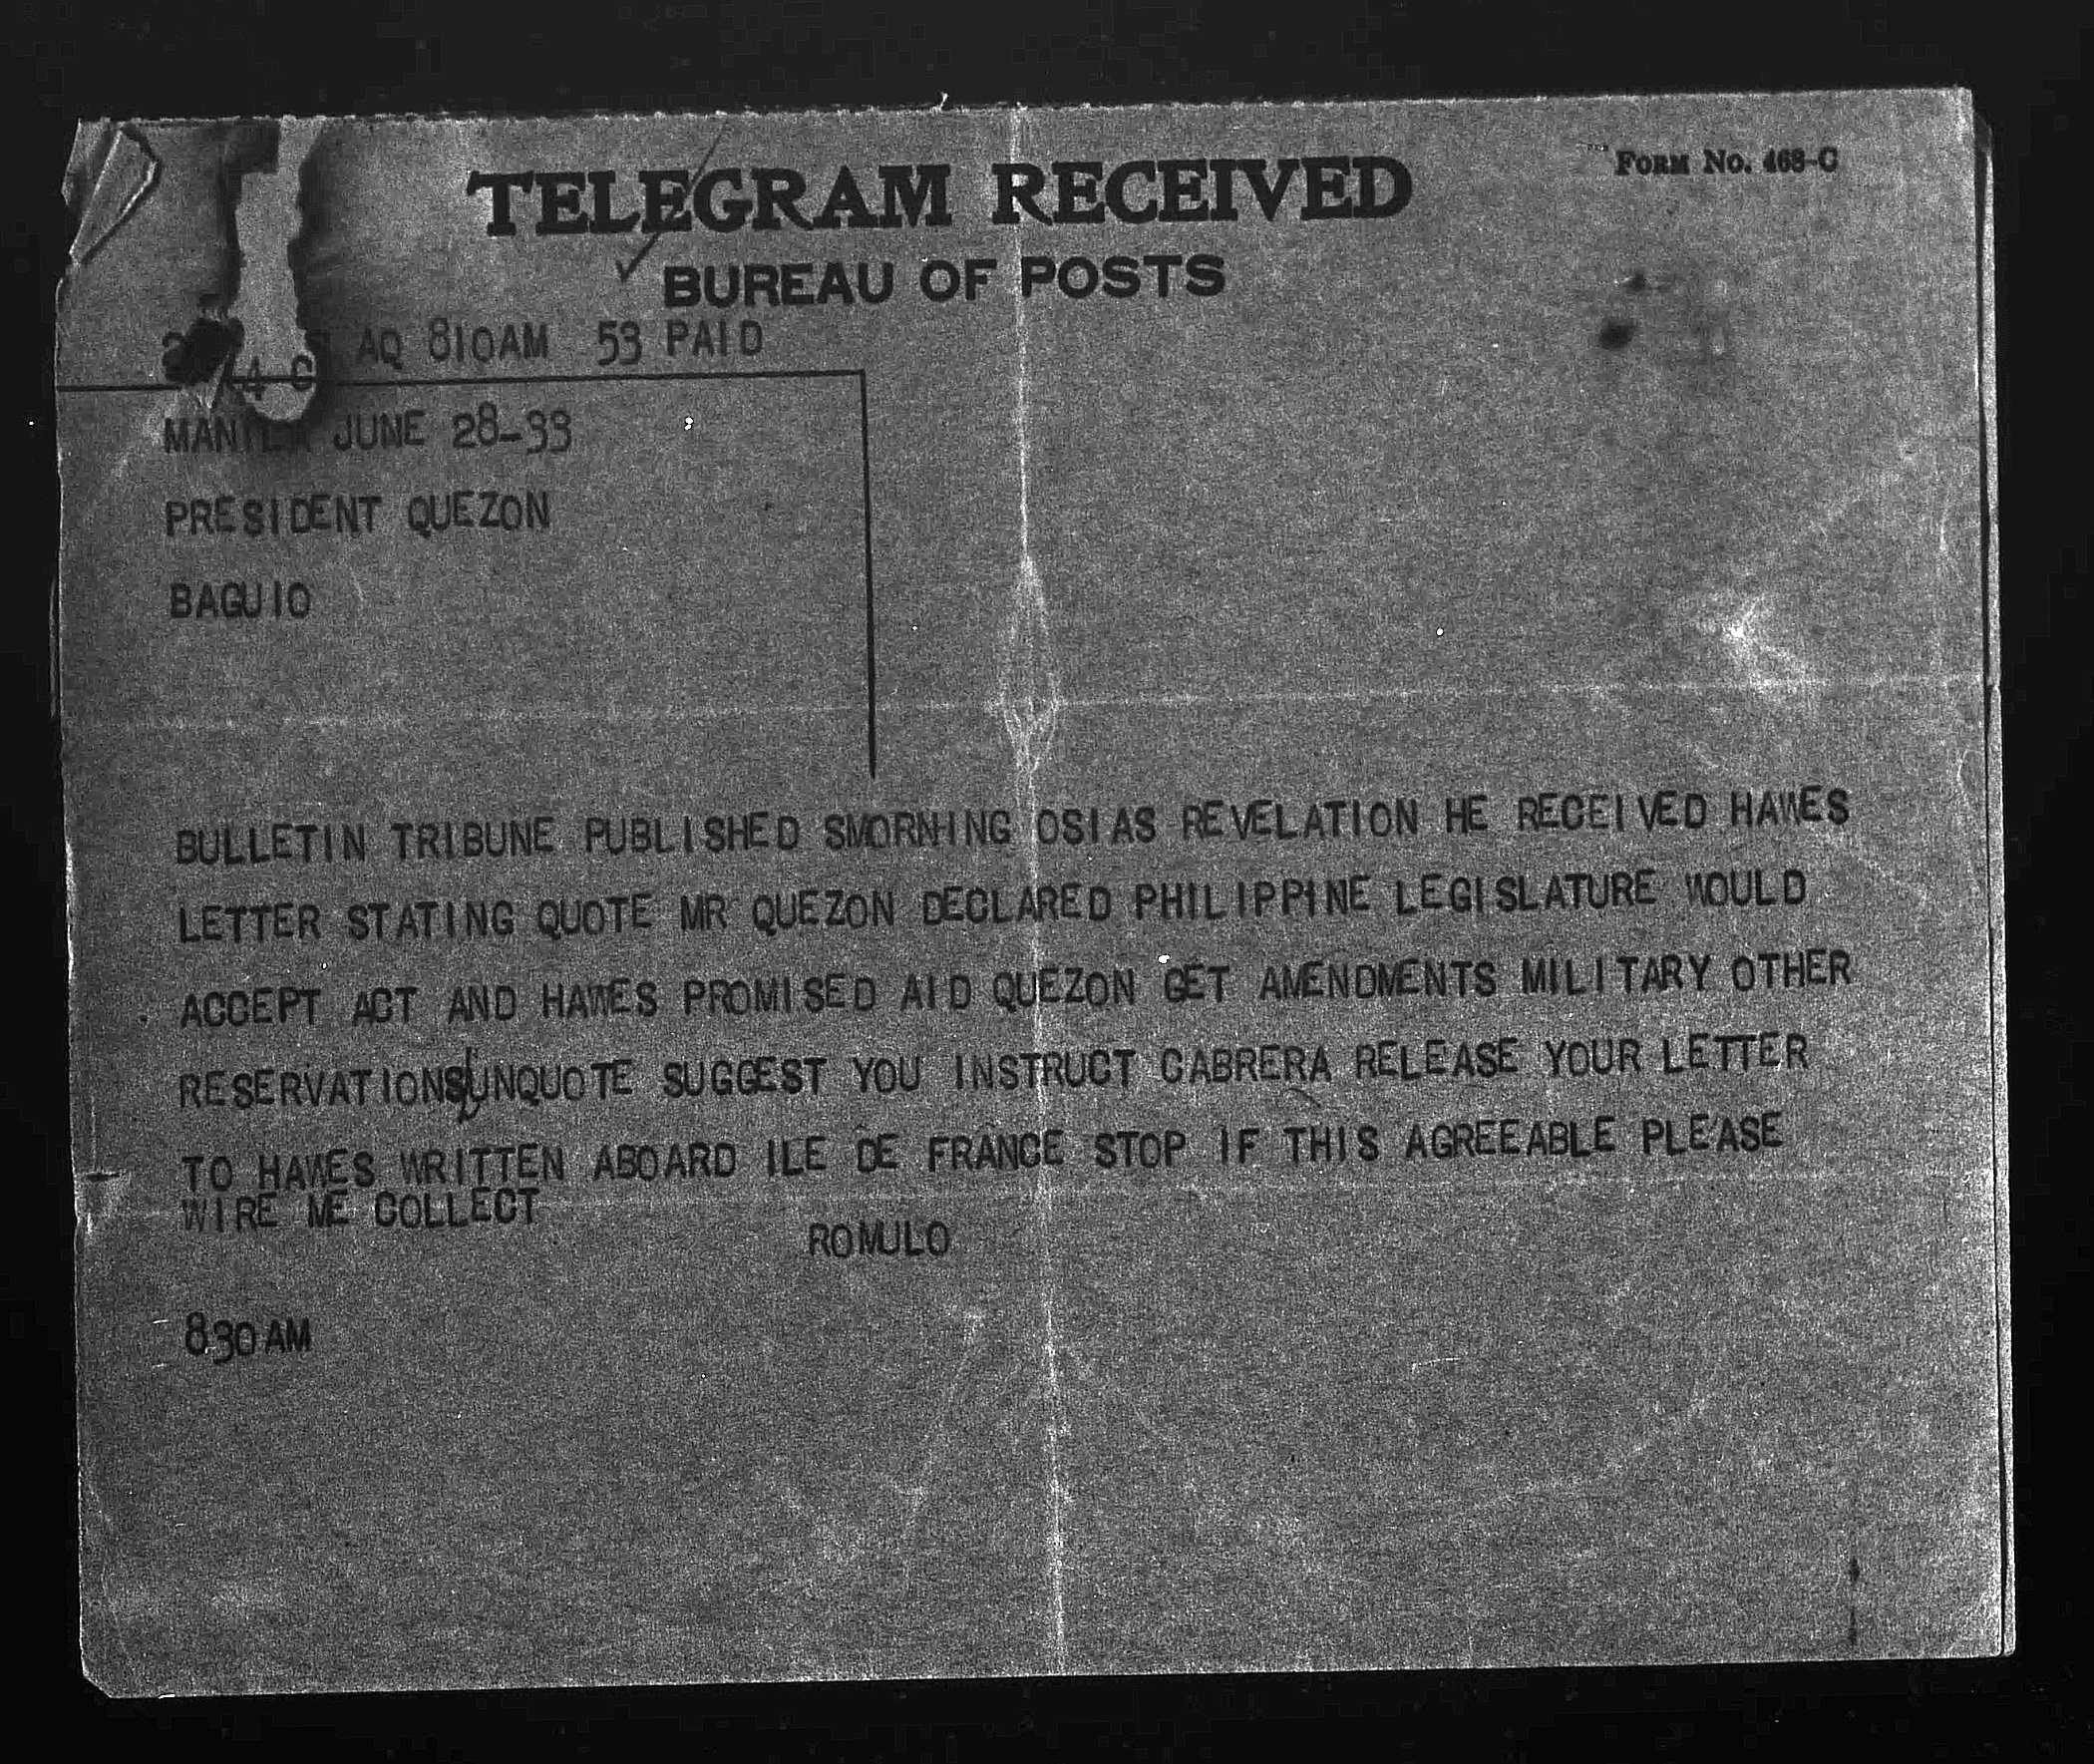 Form No. 468-C
TELEGRAM RECEIVED
BUREAU OF POSTS
AQ 810AM 53 PAID
MANILA JUNE 28-33
PRESIDENT QUEZON
BAGUIO
BULLETIN TRIBUNE PUBLISHED SMORNING OSIAS REVELATION HE RECEIVED HAWES
LETTER STATING QUOTE MR QUEZON DECLARED PHILIPPINE LEGISLATURE WOULD
ACCEPT ACT AND HAWES PROMISED AID QUEZON GET AMENDMENTS MILITARY OTHER
RESERVATIONS UNQUOTE SUGGEST YOU INSTRUCT CABRERA RELEASE YOUR LETTER
TO HAWES WRITTEN ABOARD ILE DE FRANCE STOP IF THIS AGREEABLE PLEASE
WIRE ME COLLECT
ROMULO
830AM